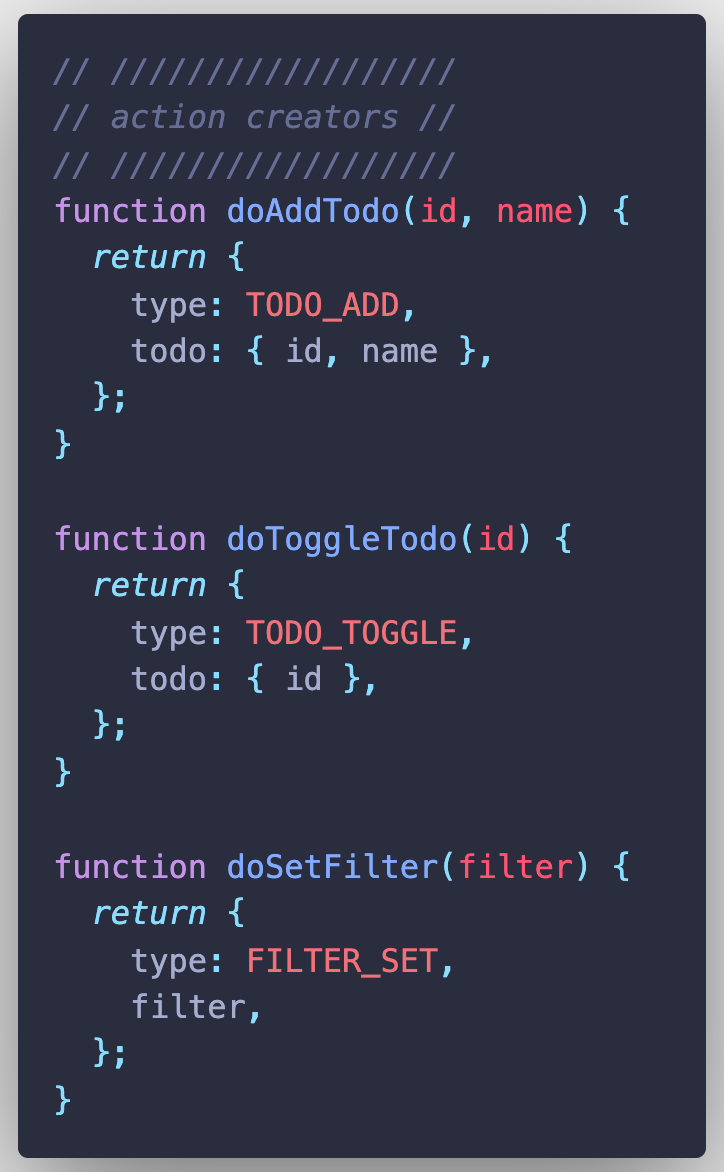 // //////////////////
// action creators //
// //////////////////
function doAddTodo(id, name) {
  return {
    type: TODO_ADD,
    todo: { id, name },
  };
}

function doToggleTodo(id) {
  return {
    type: TODO_TOGGLE,
    todo: { id },
  };
}

function doSetFilter(filter) {
  return {
    type: FILTER_SET,
    filter,
  };
}